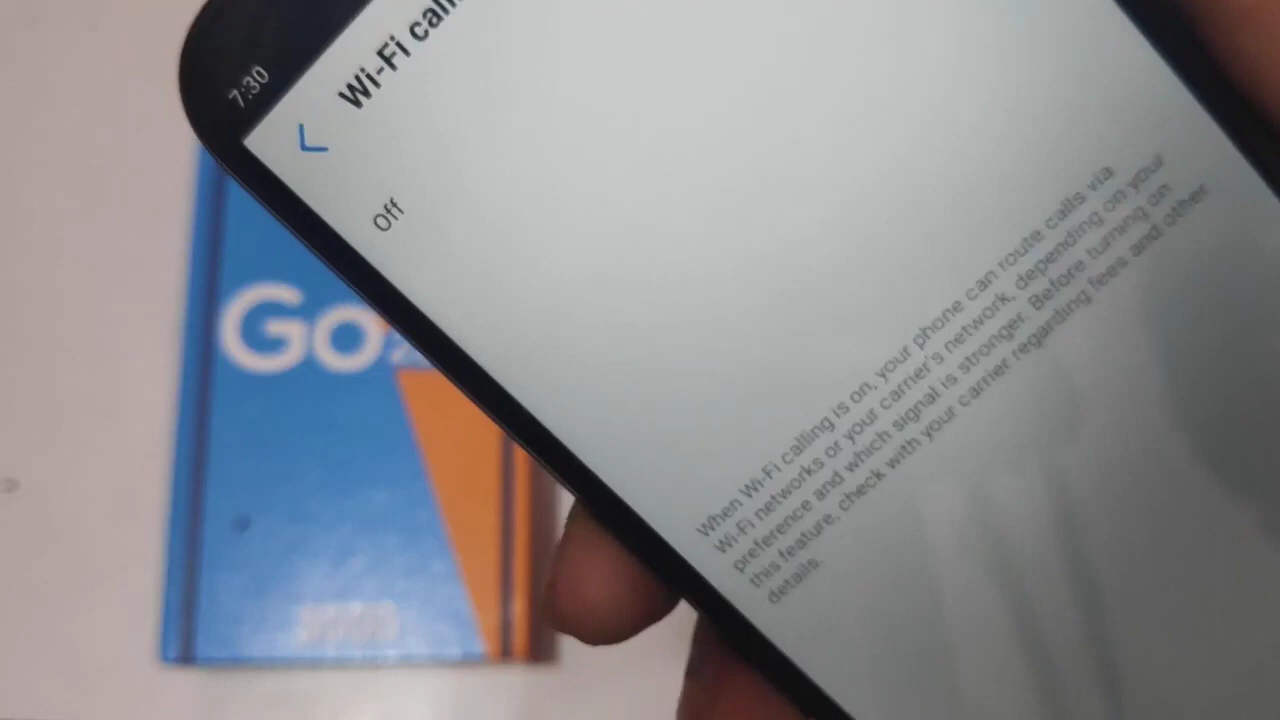 7:30
Wi-Fi
Off
When Wi-Fi calling is on, your phone can route calls via
Wi-Fi networks or your carrier's network, depending on your
preference and which signal is stronger. Before turning on
this feature, check with your carrier regarding fees and other
details.
Go